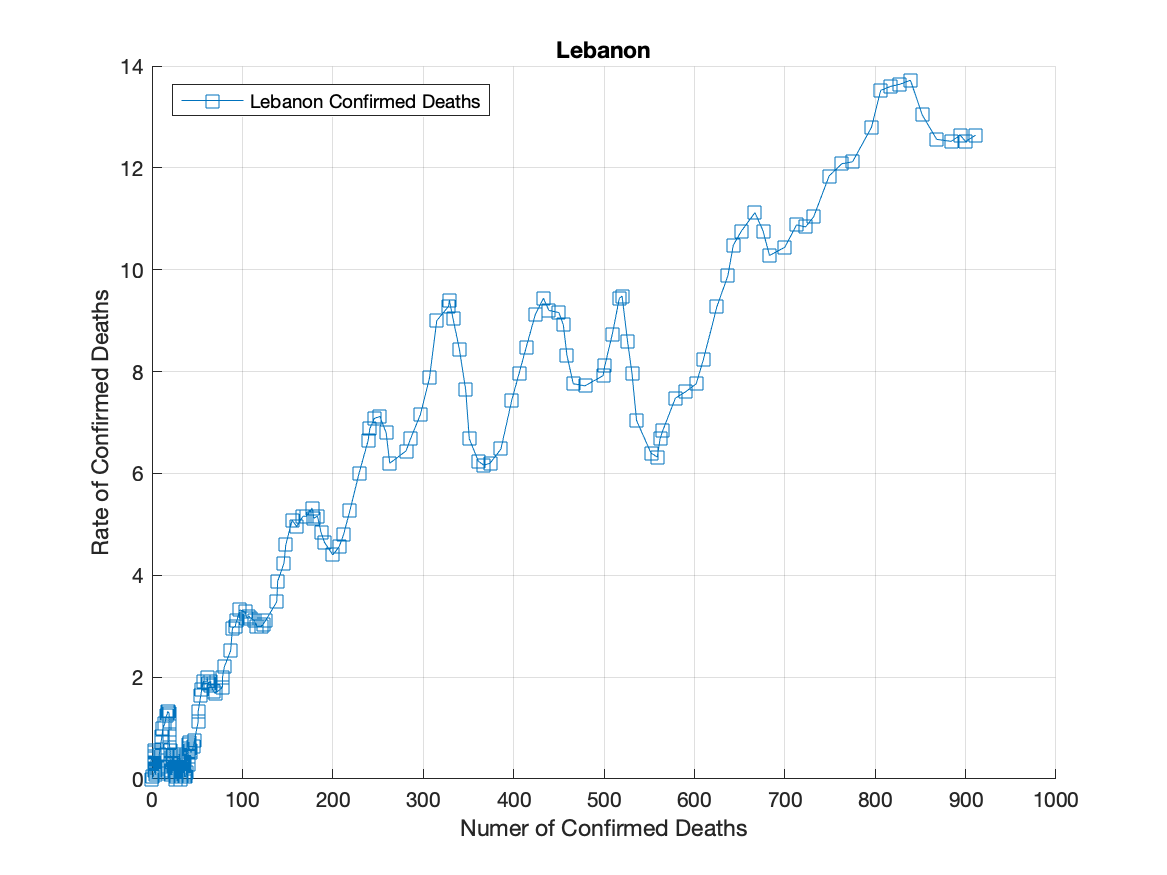 Lebanon
Lebanon Confirmed Deaths
Rate of Confirmed Deaths
14
12
10
8
6
4
2
0
0 100 200 300 400 500 600 700 800 900 1000
Numer of Confirmed Deaths